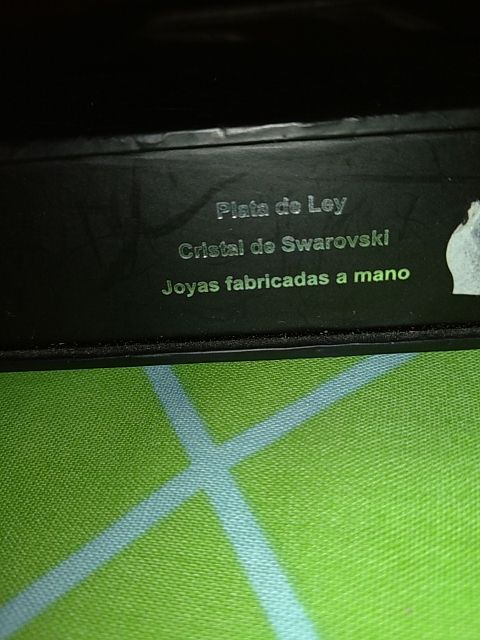 Plata de Ley
Cristal de Swarovski
Joyas fabricadas a mano